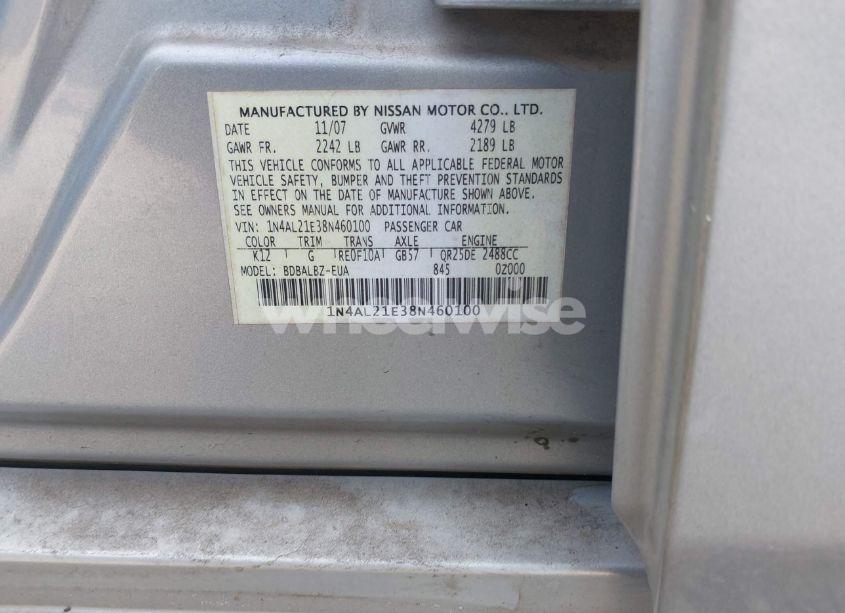 MANUFACTURED BY NISSAN MOTOR CO., LTD.
DATE 11/07 GVWR 4279 LB
GAWR FR. 2242 LB GAWR RR. 2189 LB
THIS VEHICLE CONFORMS TO ALL APPLICABLE FEDERAL MOTOR
VEHICLE SAFETY, BUMPER AND THEFT PREVENTION STANDARDS
IN EFFECT ON THE DATE OF MANUFACTURE SHOWN ABOVE.
SEE OWNERS MANUAL FOR ADDITIONAL INFORMATION.
VIN: 1N4AL21E38N460100 PASSENGER CAR
COLOR TRIM TRANS AXLE ENGINE
K12 G RE0F10A GB57 QR25DE 2488CC
MODEL: BDBALBZ-EUA 845 0Z000
1N4AL21E38N460100
wheelwise